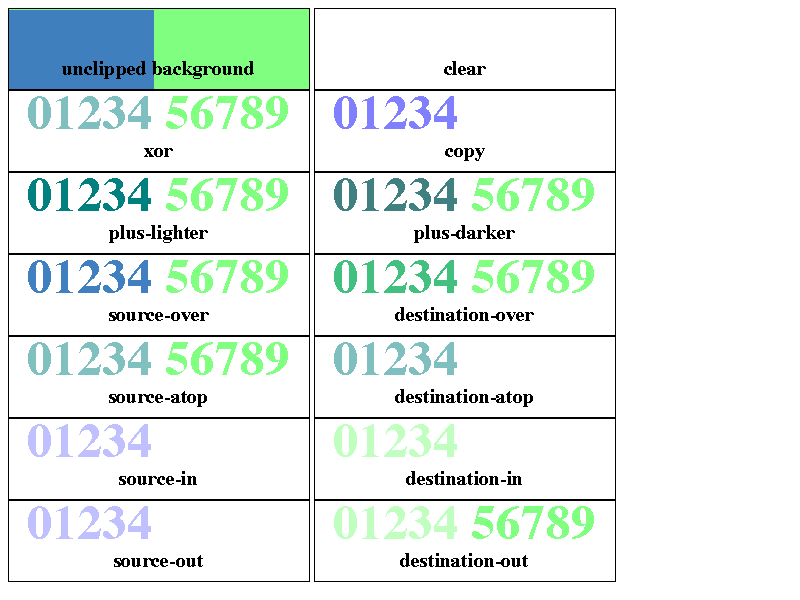 unclipped background
clear
01234 56789
xor
01234
copy
01234 56789
plus-lighter
01234 56789
plus-darker
01234 56789
source-over
01234 56789
destination-over
01234 56789
source-atop
01234
destination-atop
01234
source-in
01234
destination-in
01234
source-out
01234 56789
destination-out